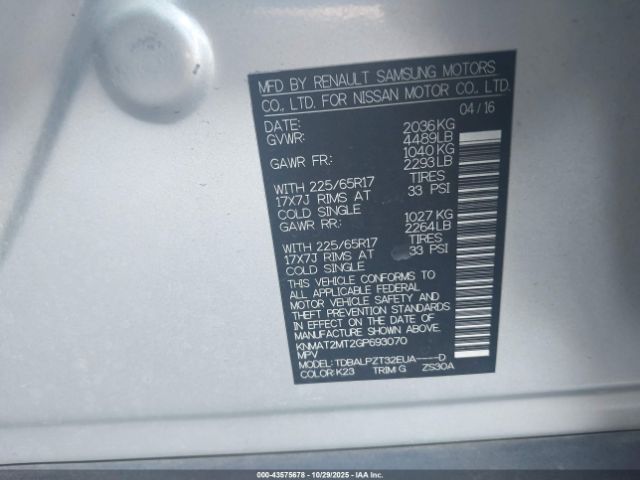 MFD BY RENAULT SAMSUNG MOTORS
CO., LTD. FOR NISSAN MOTOR CO., LTD.
04/16
DATE:
GVWR: 2036KG
4489LB
GAWR FR: 1040KG
2293LB
WITH 225/65R17 TIRES
17X7J RIMS AT 33 PSI
COLD SINGLE
GAWR RR: 1027KG
2264LB
WITH 225/65R17 TIRES
17X7J RIMS AT 33 PSI
COLD SINGLE
THIS VEHICLE CONFORMS TO
ALL APPLICABLE FEDERAL
MOTOR VEHICLE SAFETY AND
THEFT PREVENTION STANDARDS
IN EFFECT ON THE DATE OF
MANUFACTURE SHOWN ABOVE.
KNMAT2MT2GP693070
MPV
MODEL: TDBALPZT32EUA----D
COLOR: K23 TRIM G ZS30A
000-43575678 - 10/29/2025 - IAA Inc.